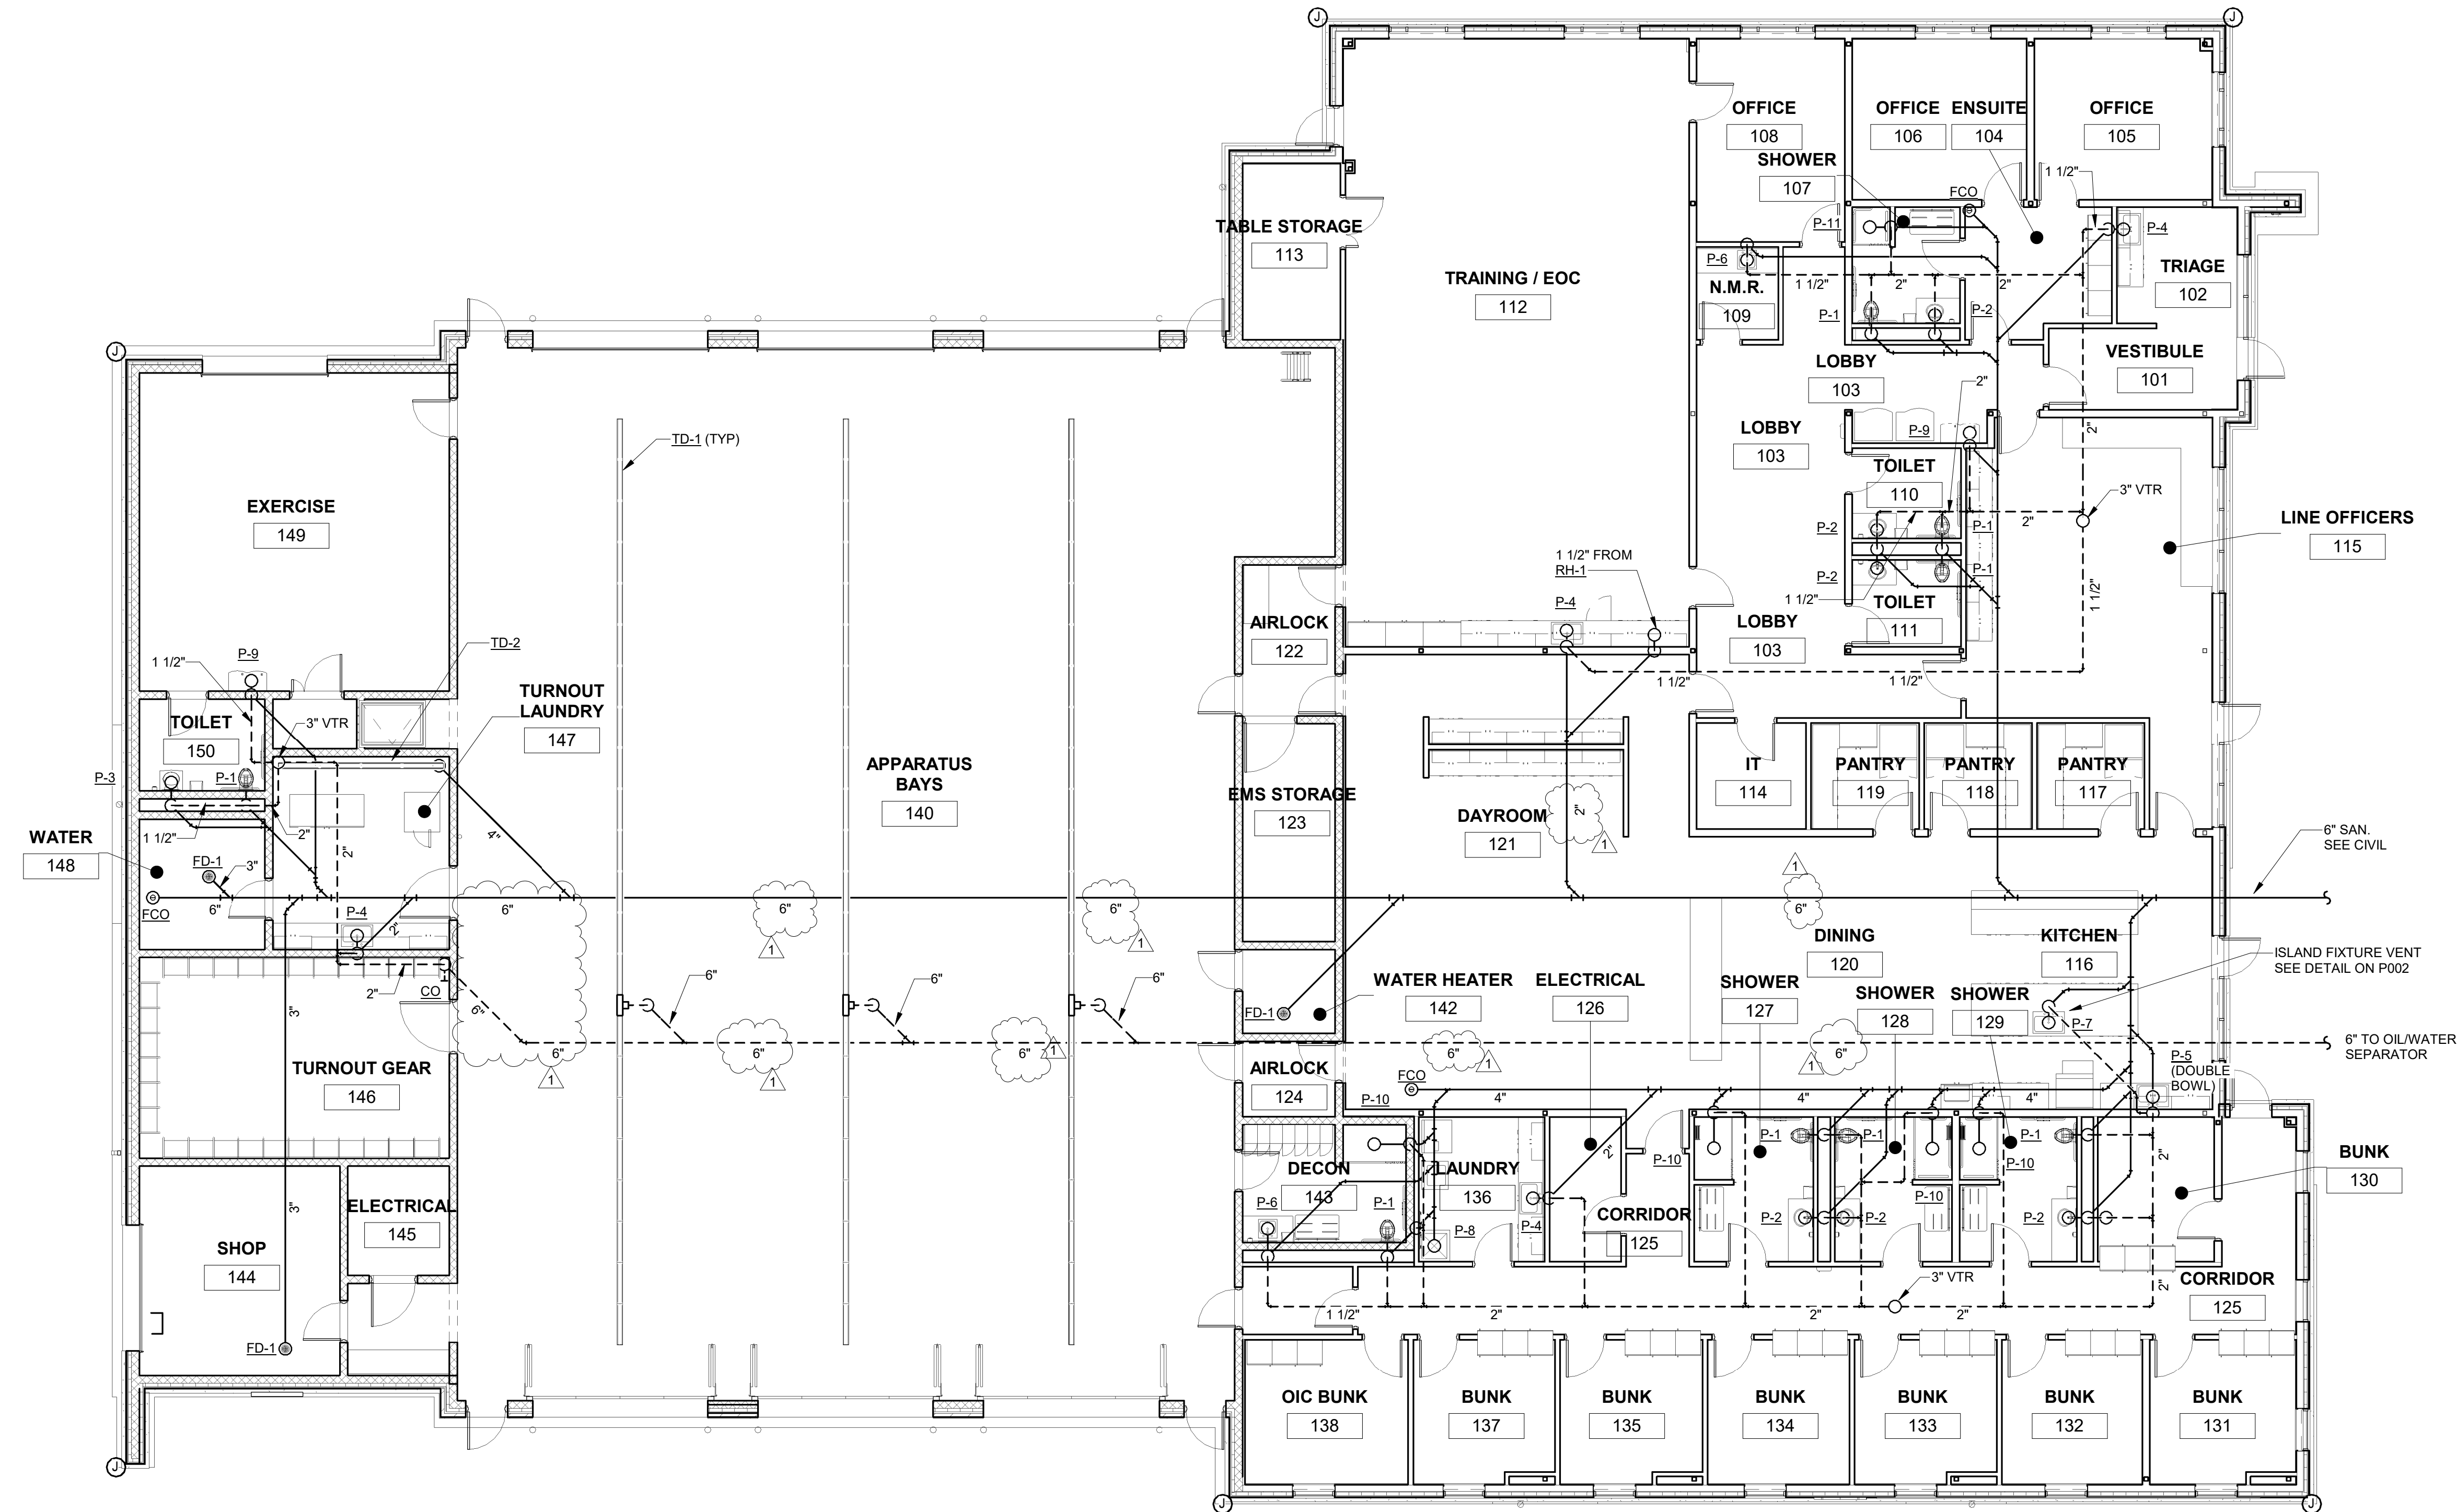 J
J
OFFICE
108
OFFICE
106
ENSUITE
104
OFFICE
105
SHOWER
107
1 1/2"
FCO
P-11
P-4
TABLE STORAGE
113
P-6
TRAINING / EOC
112
N.M.R.
109
1 1/2"
2"
2"
TRIAGE
102
P-1
P-2
J
LOBBY
103
VESTIBULE
101
2"
LOBBY
103
P-9
2"
TD-1 (TYP)
TOILET
110
EXERCISE
149
3" VTR
P-2
P-1
2"
LINE OFFICERS
115
1 1/2" FROM
RH-1
P-2
P-1
1 1/2"
1 1/2"
P-4
TOILET
111
AIRLOCK
122
LOBBY
103
TD-2
P-9
1 1/2"
1 1/2"
1 1/2"
TURNOUT
LAUNDRY
147
TOILET
150
3" VTR
P-3
P-1
APPARATUS
BAYS
140
IT
114
PANTRY
119
PANTRY
118
PANTRY
117
EMS STORAGE
123
DAYROOM
121
2"
1
1 1/2"
2"
2"
4"
WATER
148
FD-1
3"
6" SAN.
SEE CIVIL
1
FCO
6"
P-4
2"
6"
6"
1
6"
1
6"
DINING
120
KITCHEN
116
ISLAND FIXTURE VENT
SEE DETAIL ON P002
2"
CO
6"
6"
6"
6"
WATER HEATER
142
ELECTRICAL
126
SHOWER
127
SHOWER
128
SHOWER
129
3"
FD-1
P-7
6"
1
6"
1
6"
1
6"
1
6"
1
6" TO OIL/WATER
SEPARATOR
TURNOUT GEAR
146
AIRLOCK
124
FCO
P-10
4"
4"
4"
P-5
(DOUBLE
BOWL)
P-1
P-1
P-1
2"
P-10
P-10
2"
BUNK
130
DECON
143
LAUNDRY
136
P-6
P-1
P-8
P-4
CORRIDOR
125
P-2
P-2
P-10
P-2
3"
ELECTRICAL
145
SHOP
144
3" VTR
2"
CORRIDOR
125
1 1/2"
2"
2"
2"
FD-1
OIC BUNK
138
BUNK
137
BUNK
135
BUNK
134
BUNK
133
BUNK
132
BUNK
131
J
J
J